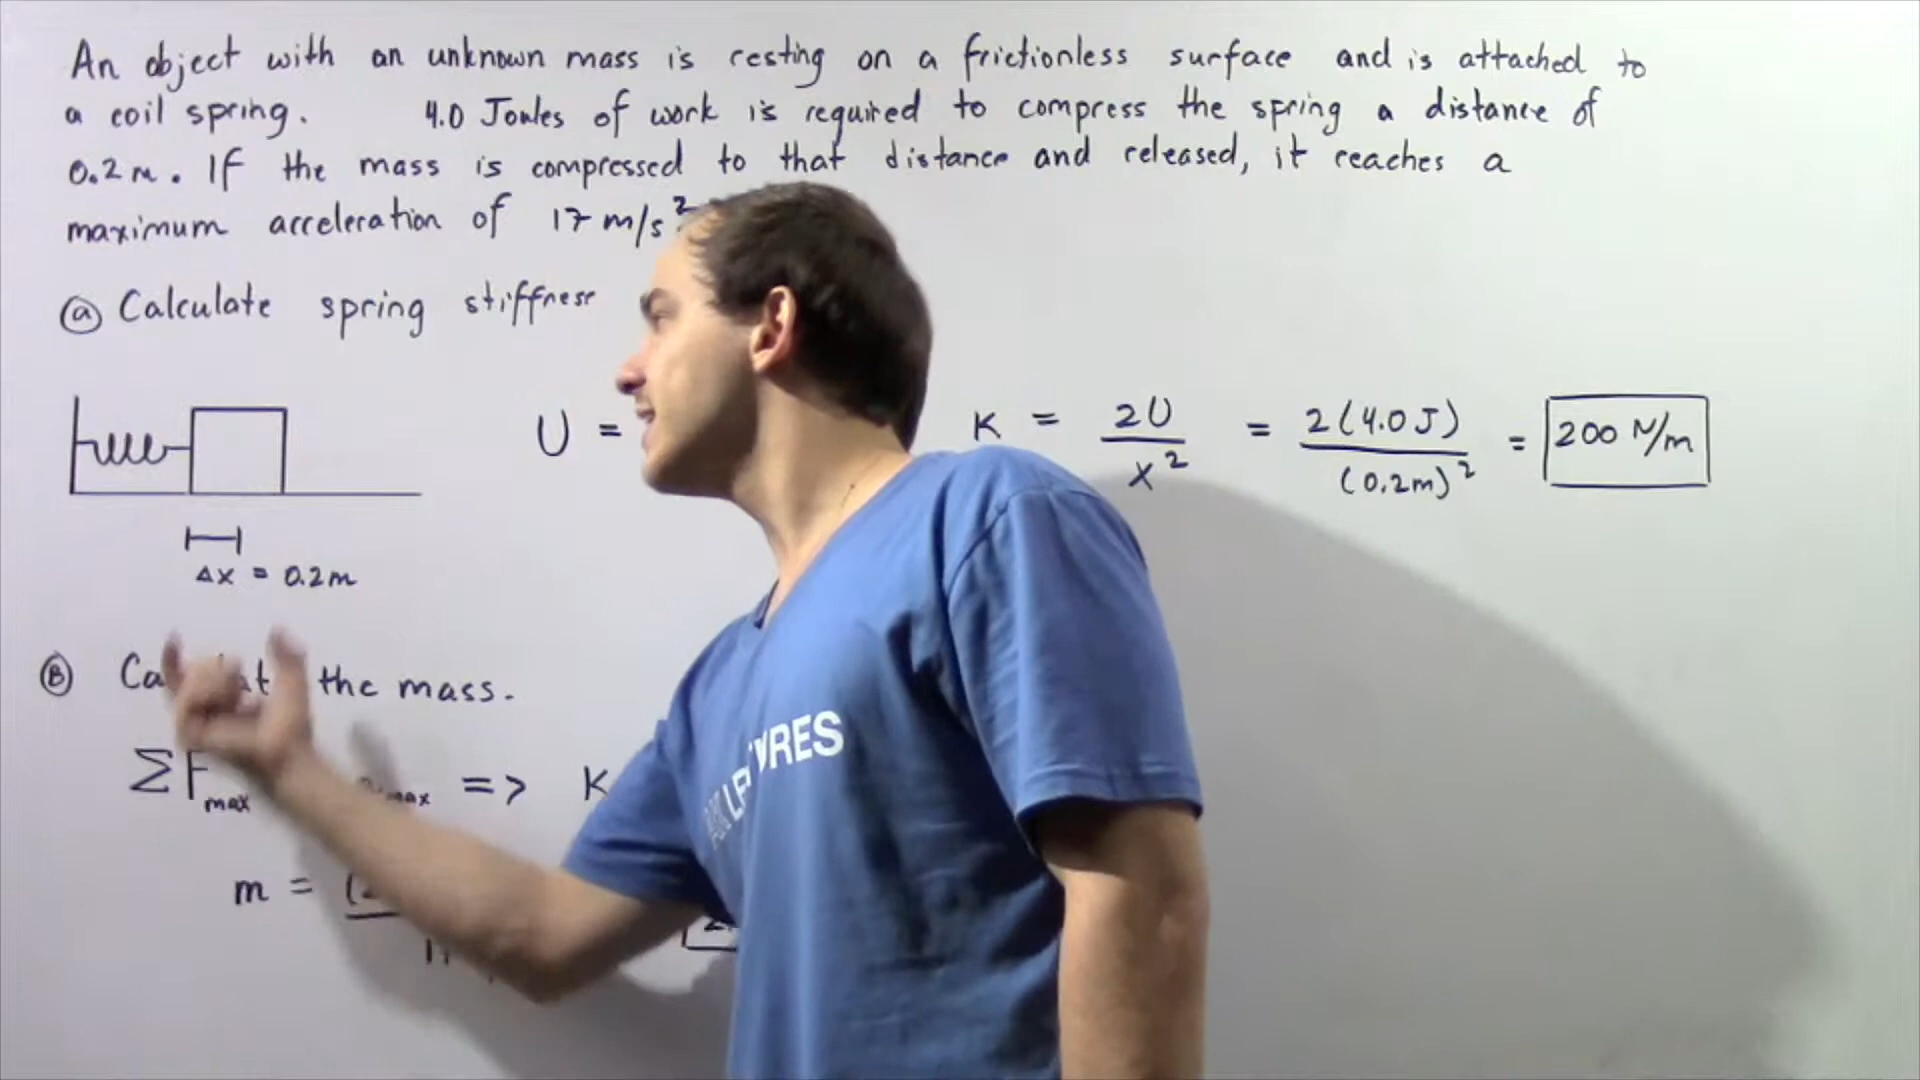 An object with an unknown mass is resting on a frictionless surface and is attached to
a coil spring. 4.0 Joules of work is required to compress the spring a distance of
0.2 m. If the mass is compressed to that distance and released, it reaches a
maximum acceleration of 17 m/s²
ⓐ Calculate spring stiffness
U = K = 2U / x² = 2(4.0 J) / (0.2m)² = 200 N/m
Δx = 0.2m
Ⓑ the mass.
ΣF max => K
m =
LECTURES